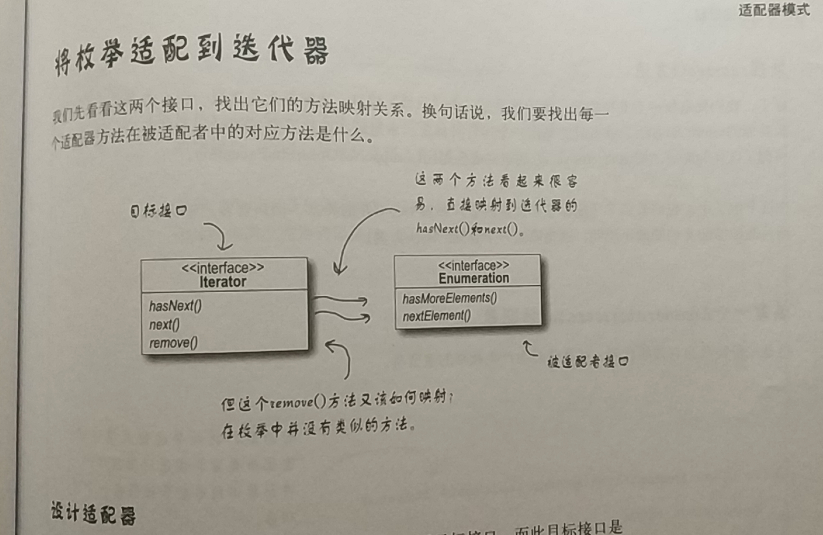 适配器模式
将枚举适配到迭代器
我们先看看这两个接口，找出它们的方法映射关系。换句话说，我们要找出每一
个适配器方法在被适配者中的对应方法是什么。
这两个方法看起来很容
易，直接映射到迭代器的
hasNext()和next()。
目标接口
<<interface>>
Iterator
hasNext()
next()
remove()
<<interface>>
Enumeration
hasMoreElements()
nextElement()
被适配者接口
但这个remove()方法又该如何映射；
在枚举中并没有类似的方法。
设计适配器
接口，而此目标接口是